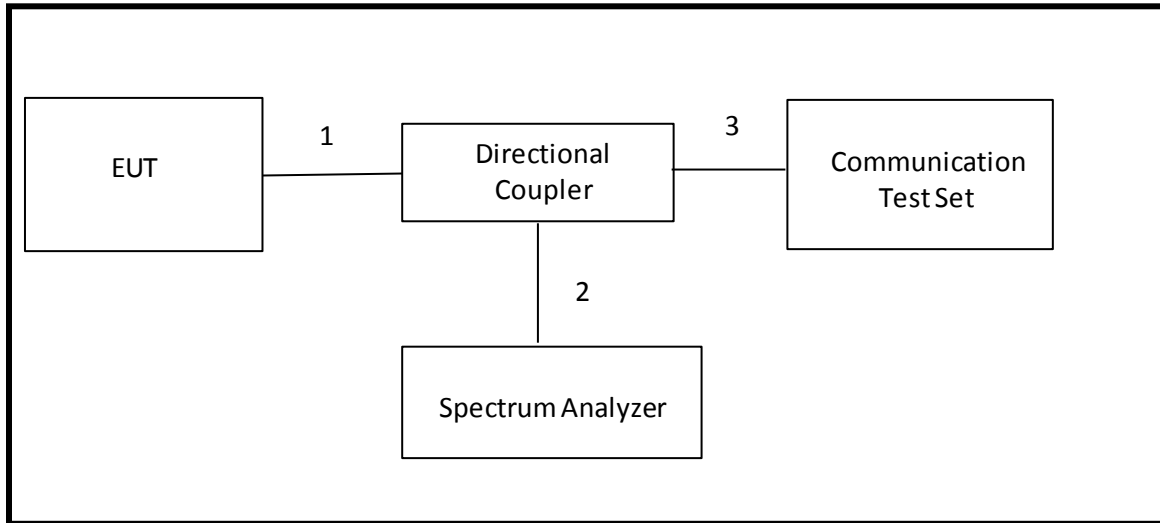 EUT
1
Directional
Coupler
3
Communication
Test Set
2
Spectrum Analyzer